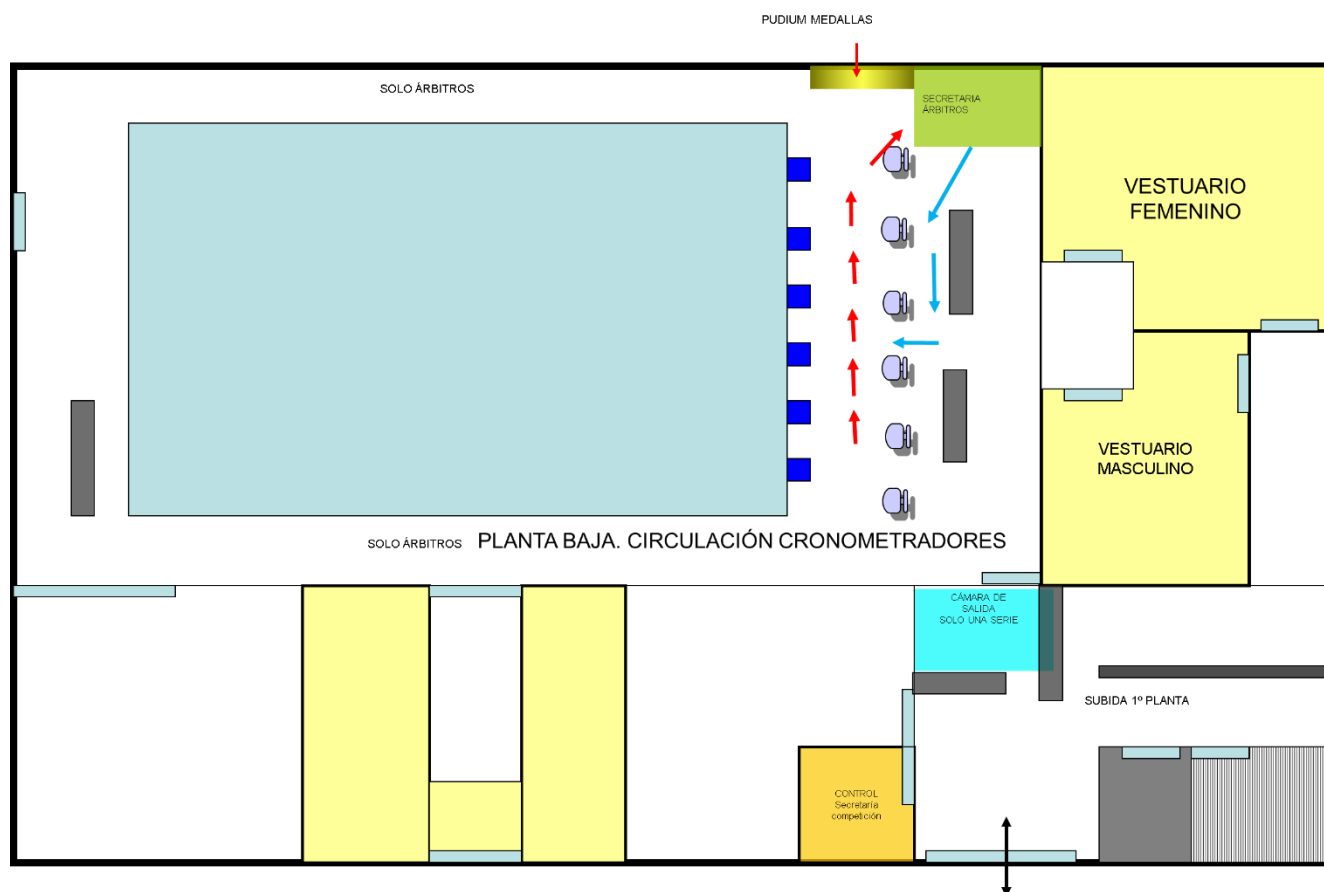 PUDIUM MEDALLAS
SOLO ÁRBITROS
SECRETARIA
ÁRBITROS
VESTUARIO
FEMENINO
VESTUARIO
MASCULINO
SOLO ÁRBITROS
PLANTA BAJA. CIRCULACIÓN CRONOMETRADORES
CÁMARA DE
SALIDA
SOLO UNA SERIE
SUBIDA 1º PLANTA
CONTROL
Secretaría
competición